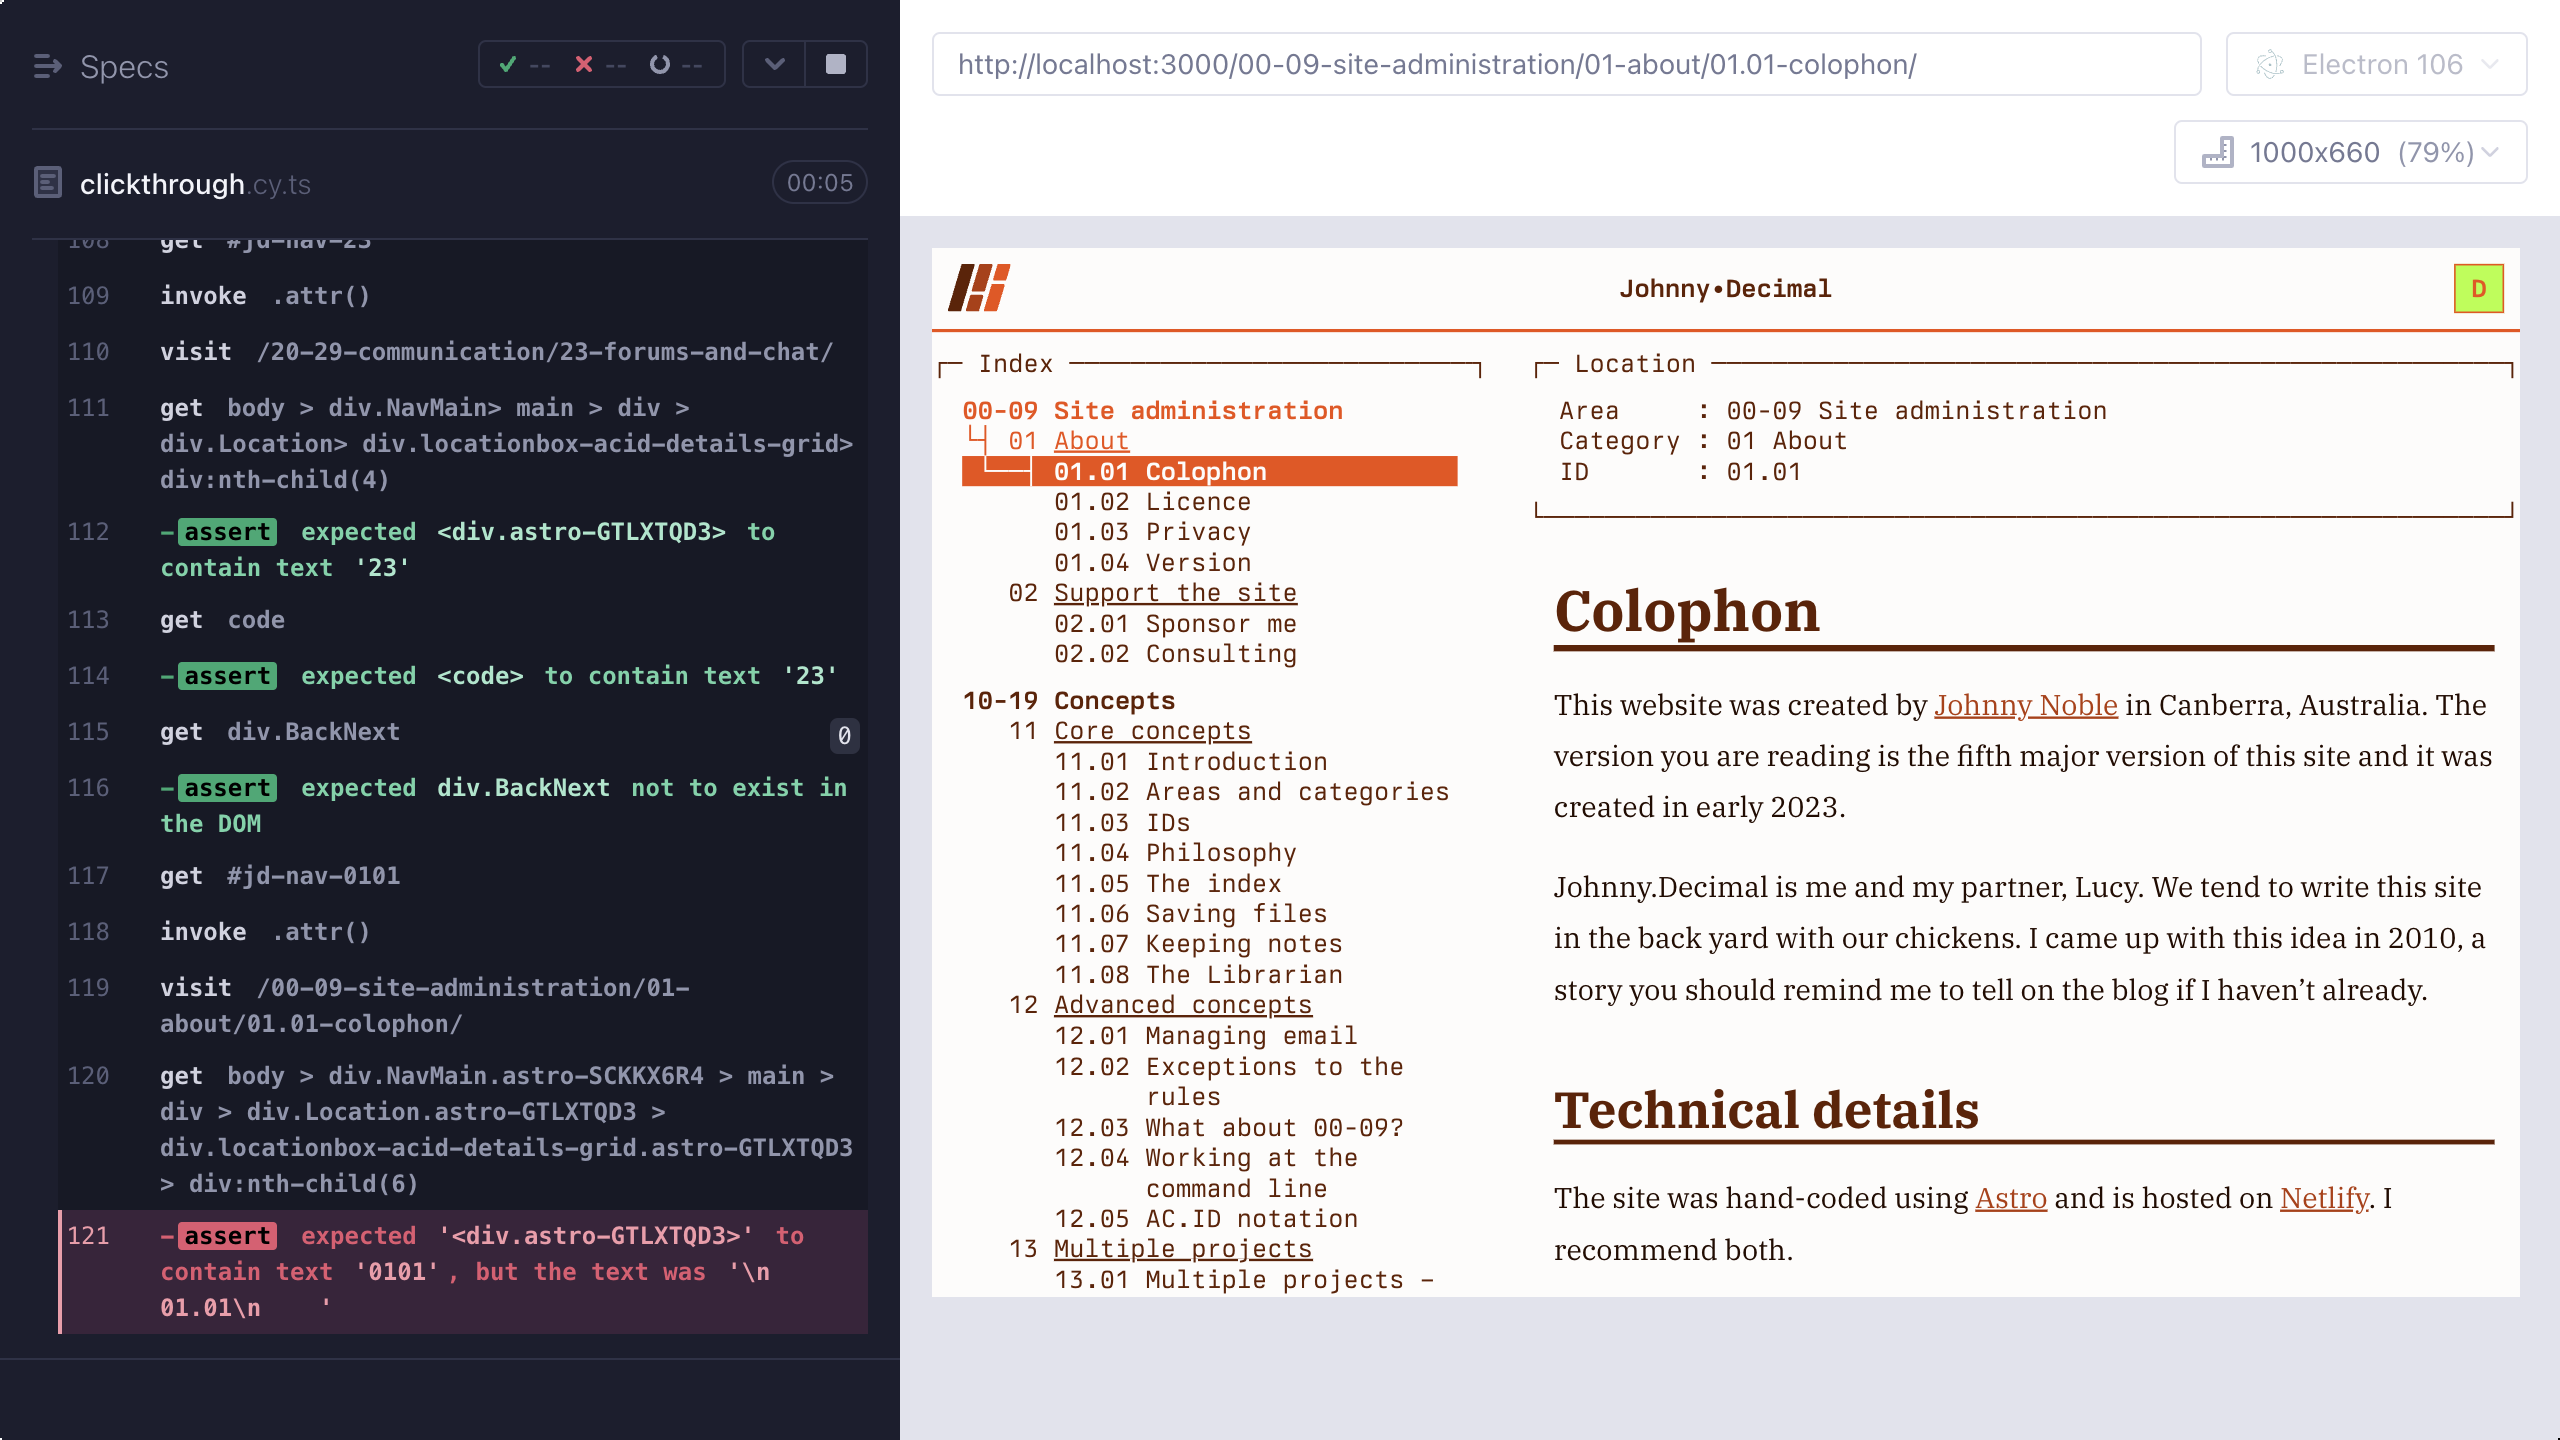 Specs
-- -- --
clickthrough.cy.ts
00:05
108 get #jd-nav-23
109 invoke .attr()
110 visit /20-29-communication/23-forums-and-chat/
111 get body > div.NavMain> main > div >
div.Location> div.locationbox-acid-details-grid>
div:nth-child(4)
112 -assert expected <div.astro-GTLXTQD3> to
contain text '23'
113 get code
114 -assert expected <code> to contain text '23'
115 get div.BackNext 0
116 -assert expected div.BackNext not to exist in
the DOM
117 get #jd-nav-0101
118 invoke .attr()
119 visit /00-09-site-administration/01-
about/01.01-colophon/
120 get body > div.NavMain.astro-SCKKX6R4 > main >
div > div.Location.astro-GTLXTQD3 >
div.locationbox-acid-details-grid.astro-GTLXTQD3
> div:nth-child(6)
121 -assert expected '<div.astro-GTLXTQD3>' to
contain text '0101', but the text was '\n
01.01\n    '
http://localhost:3000/00-09-site-administration/01-about/01.01-colophon/
Electron 106
1000x660 (79%)
Johnny•Decimal
D
Index
00-09 Site administration
01 About
01.01 Colophon
01.02 Licence
01.03 Privacy
01.04 Version
02 Support the site
02.01 Sponsor me
02.02 Consulting
10-19 Concepts
11 Core concepts
11.01 Introduction
11.02 Areas and categories
11.03 IDs
11.04 Philosophy
11.05 The index
11.06 Saving files
11.07 Keeping notes
11.08 The Librarian
12 Advanced concepts
12.01 Managing email
12.02 Exceptions to the
rules
12.03 What about 00-09?
12.04 Working at the
command line
12.05 AC.ID notation
13 Multiple projects
13.01 Multiple projects -
Location
Area : 00-09 Site administration
Category : 01 About
ID : 01.01
Colophon
This website was created by Johnny Noble in Canberra, Australia. The
version you are reading is the fifth major version of this site and it was
created in early 2023.
Johnny.Decimal is me and my partner, Lucy. We tend to write this site
in the back yard with our chickens. I came up with this idea in 2010, a
story you should remind me to tell on the blog if I haven’t already.
Technical details
The site was hand-coded using Astro and is hosted on Netlify. I
recommend both.